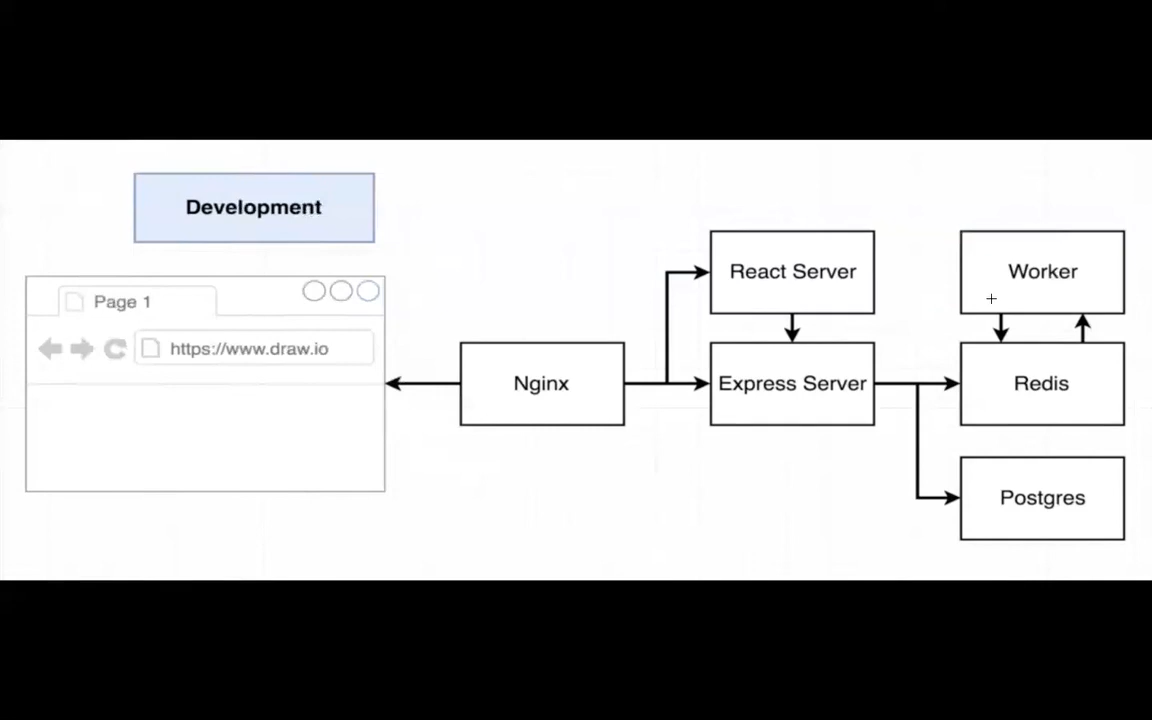 Development
Page 1
https://www.draw.io
Nginx
React Server
Express Server
Worker
Redis
Postgres